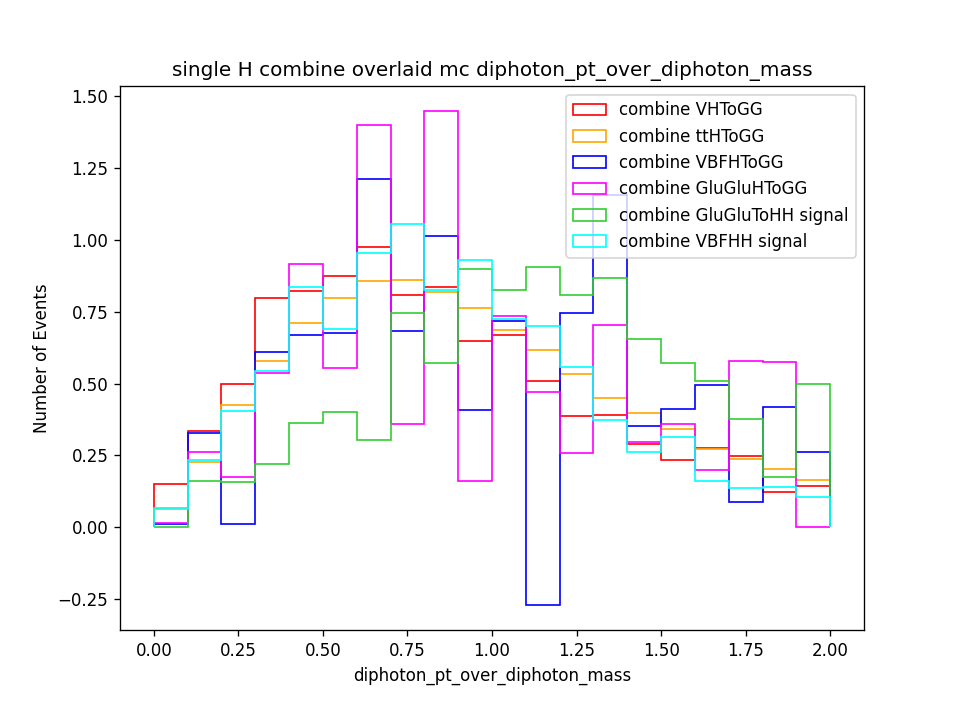 single H combine overlaid mc diphoton_pt_over_diphoton_mass
1.50
1.25
1.00
0.75
0.50
0.25
0.00
−0.25
Number of Events
combine VHToGG
combine ttHToGG
combine VBFHToGG
combine GluGluHToGG
combine GluGluToHH signal
combine VBFHH signal
0.00 0.25 0.50 0.75 1.00 1.25 1.50 1.75 2.00
diphoton_pt_over_diphoton_mass